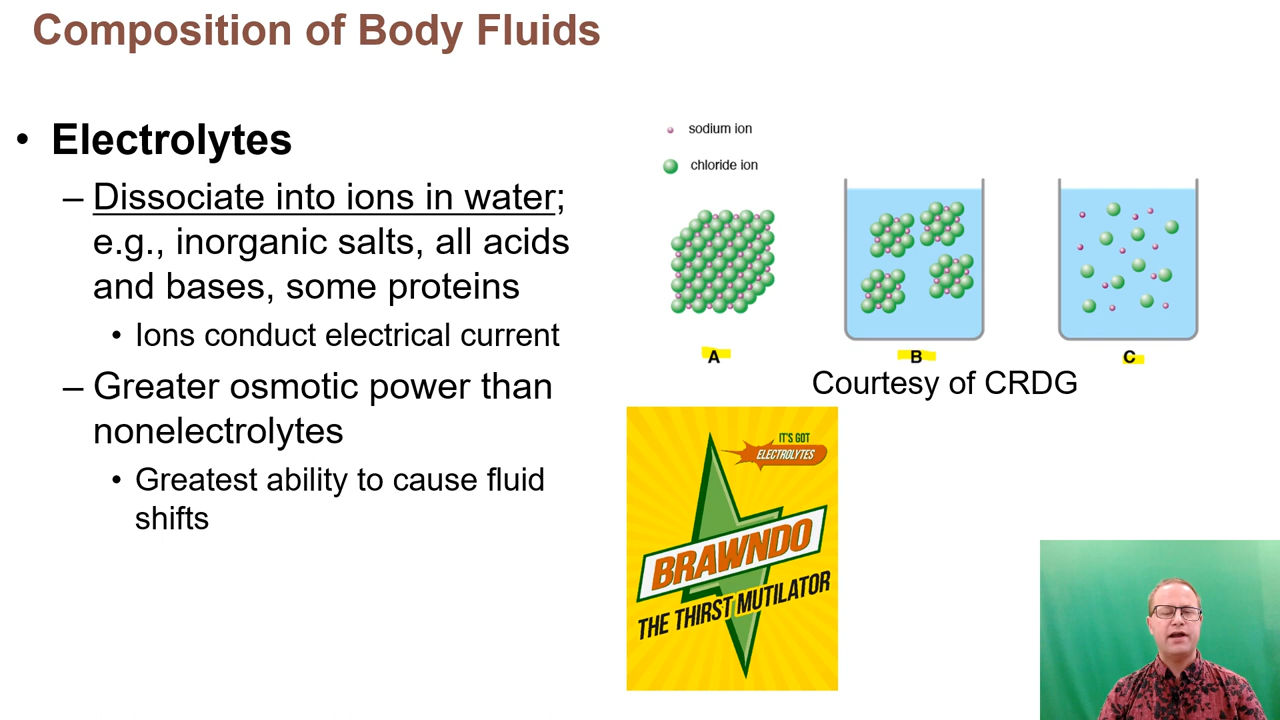 Composition of Body Fluids
• Electrolytes
– Dissociate into ions in water;
e.g., inorganic salts, all acids
and bases, some proteins
• Ions conduct electrical current
– Greater osmotic power than
nonelectrolytes
• Greatest ability to cause fluid
shifts
sodium ion
chloride ion
A B C
Courtesy of CRDG
IT'S GOT
ELECTROLYTES
BRAWNDO
THE THIRST MUTILATOR